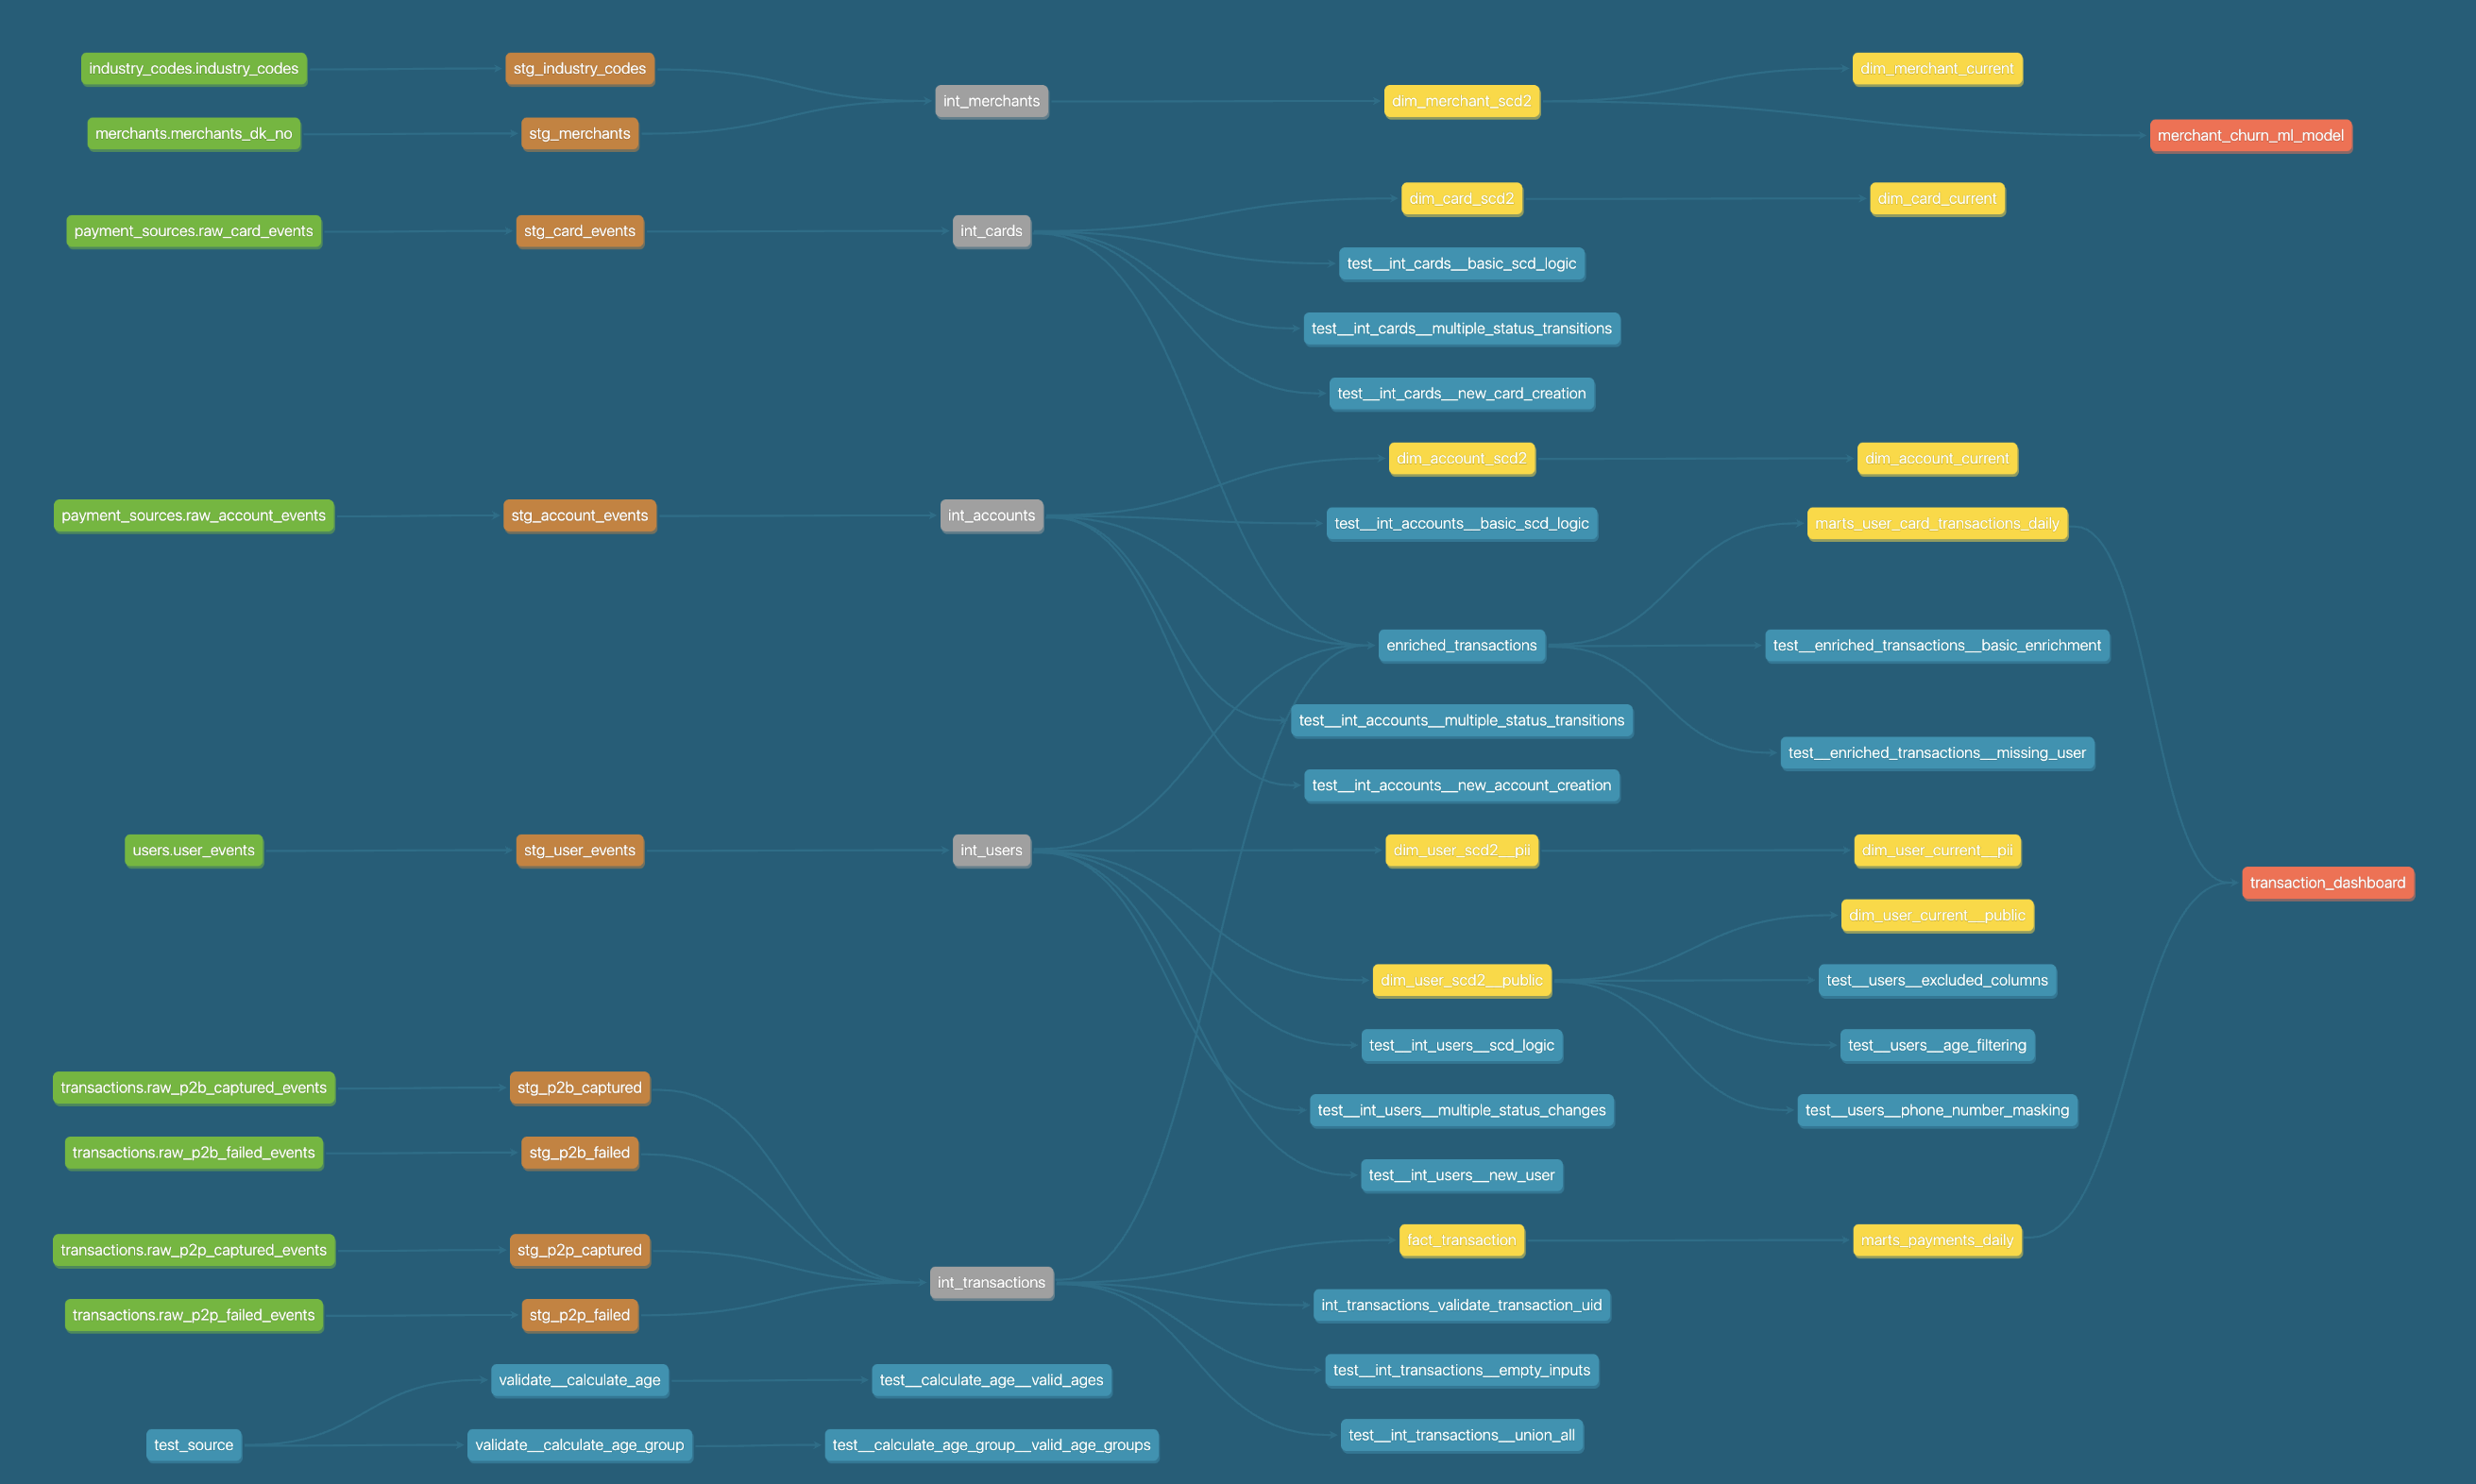 industry_codes.industry_codes
stg_industry_codes
dim_merchant_current
int_merchants
dim_merchant_scd2
merchants.merchants_dk_no
stg_merchants
merchant_churn_ml_model
dim_card_scd2
dim_card_current
payment_sources.raw_card_events
stg_card_events
int_cards
test__int_cards__basic_scd_logic
test__int_cards__multiple_status_transitions
test__int_cards__new_card_creation
dim_account_scd2
dim_account_current
payment_sources.raw_account_events
stg_account_events
int_accounts
test__int_accounts__basic_scd_logic
marts_user_card_transactions_daily
enriched_transactions
test__enriched_transactions__basic_enrichment
test__int_accounts__multiple_status_transitions
test__enriched_transactions__missing_user
test__int_accounts__new_account_creation
users.user_events
stg_user_events
int_users
dim_user_scd2__pii
dim_user_current__pii
transaction_dashboard
dim_user_current__public
dim_user_scd2__public
test__users__excluded_columns
test__int_users__scd_logic
test__users__age_filtering
transactions.raw_p2b_captured_events
stg_p2b_captured
test__int_users__multiple_status_changes
test__users__phone_number_masking
transactions.raw_p2b_failed_events
stg_p2b_failed
test__int_users__new_user
transactions.raw_p2p_captured_events
stg_p2p_captured
fact_transaction
marts_payments_daily
int_transactions
transactions.raw_p2p_failed_events
stg_p2p_failed
int_transactions_validate_transaction_uid
validate__calculate_age
test__calculate_age__valid_ages
test__int_transactions__empty_inputs
test_source
validate__calculate_age_group
test__calculate_age_group__valid_age_groups
test__int_transactions__union_all